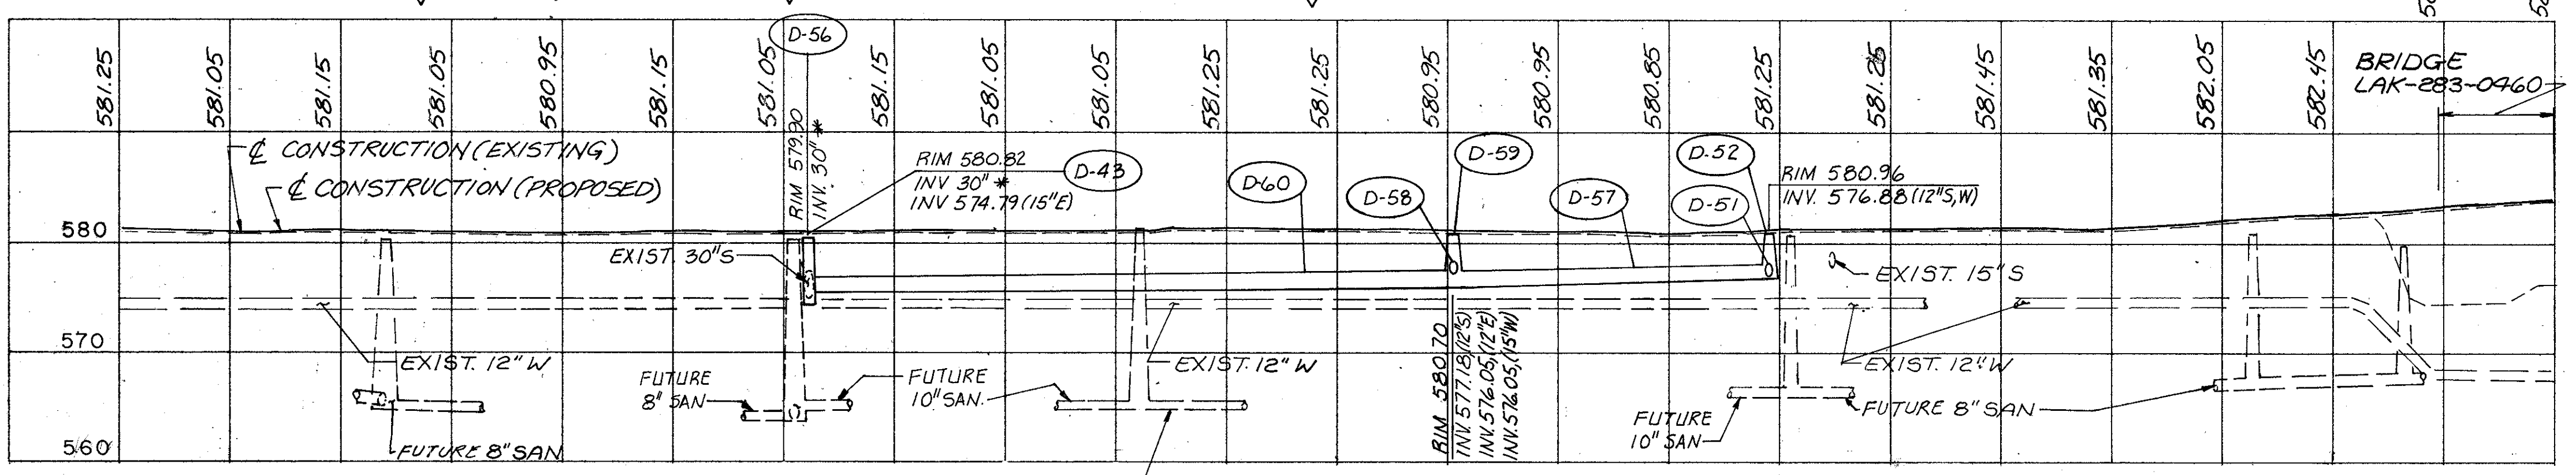 D-56
581.25
581.05
581.15
581.05
580.95
581.15
581.05
581.15
581.05
581.05
581.25
581.25
580.95
580.95
580.85
581.25
581.25
581.45
581.35
582.05
582.45
BRIDGE
LAK-283-0460
RIM 579.90
INV. 30" *
₵ CONSTRUCTION (EXISTING)
₵ CONSTRUCTION (PROPOSED)
RIM 580.82
INV 30" *
INV 574.79 (15"E)
D-43
D-60
D-58
D-59
D-57
D-52
D-51
RIM 580.96
INV. 576.88 (12"S,W)
580
EXIST. 30"S
EXIST. 15"S
570
EXIST. 12" W
FUTURE
8" SAN
FUTURE
10" SAN.
EXIST. 12" W
RIM 580.70
INV. 577.18 (12"S)
INV. 576.05, (12"E)
INV. 576.05, (15"W)
EXIST. 12" W
FUTURE
10" SAN
FUTURE 8" SAN
560
FUTURE 8" SAN